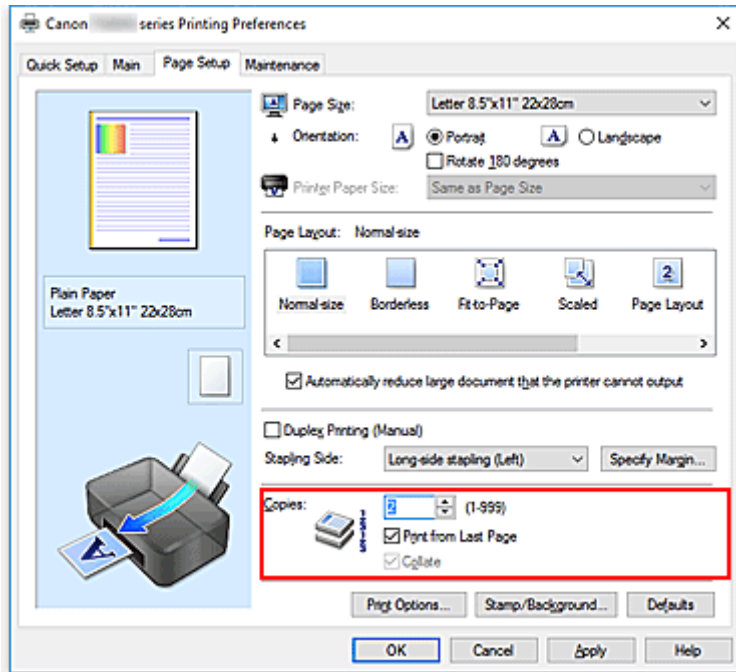 Canon series Printing Preferences
Quick Setup Main Page Setup Maintenance
Page Size: Letter 8.5"x11" 22x28cm
Orientation: A Portrait A Landscape
Rotate 180 degrees
Printer Paper Size: Same as Page Size
Page Layout: Normal-size
Normal-size Borderless Fit-to-Page Scaled Page Layout
Plain Paper
Letter 8.5"x11" 22x28cm
Automatically reduce large document that the printer cannot output
Duplex Printing (Manual)
Stapling Side: Long-side stapling (Left) Specify Margin...
Copies: 2 (1-999)
Print from Last Page
Collate
Print Options... Stamp/Background... Defaults
OK Cancel Apply Help